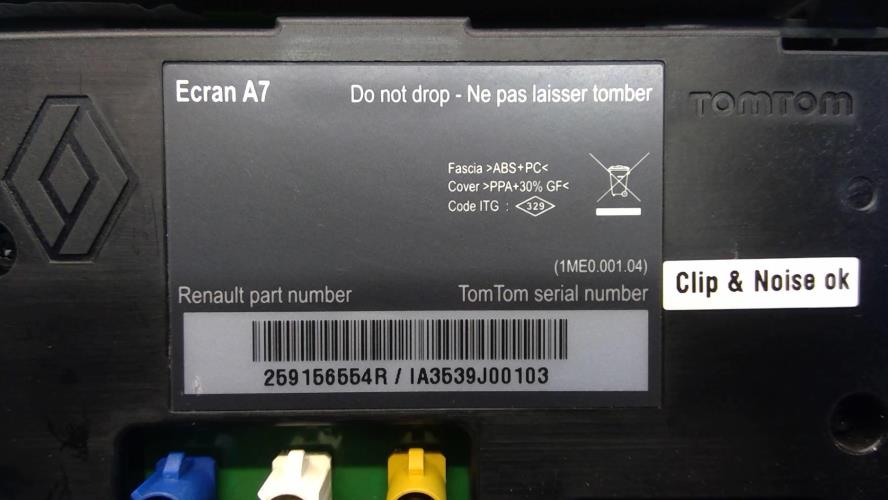 Ecran A7
Do not drop - Ne pas laisser tomber
TOMTOM
Fascia >ABS+PC<
Cover >PPA+30% GF<
Code ITG : 329
(1ME0.001.04)
Clip & Noise ok
Renault part number
TomTom serial number
259156554R / IA3539J00103